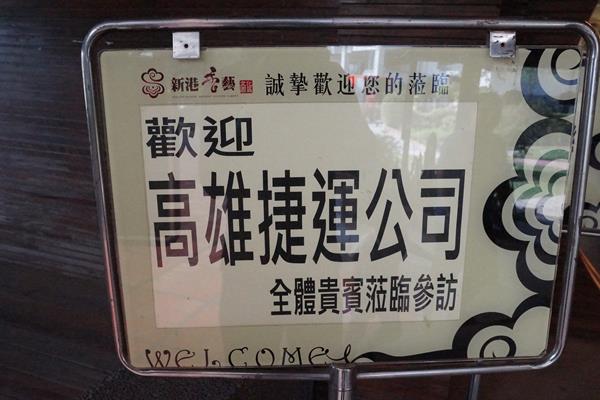 新港香藝 誠摯歡迎您的蒞臨
歡迎
高雄捷運公司
全體貴賓蒞臨參訪
WELCOME